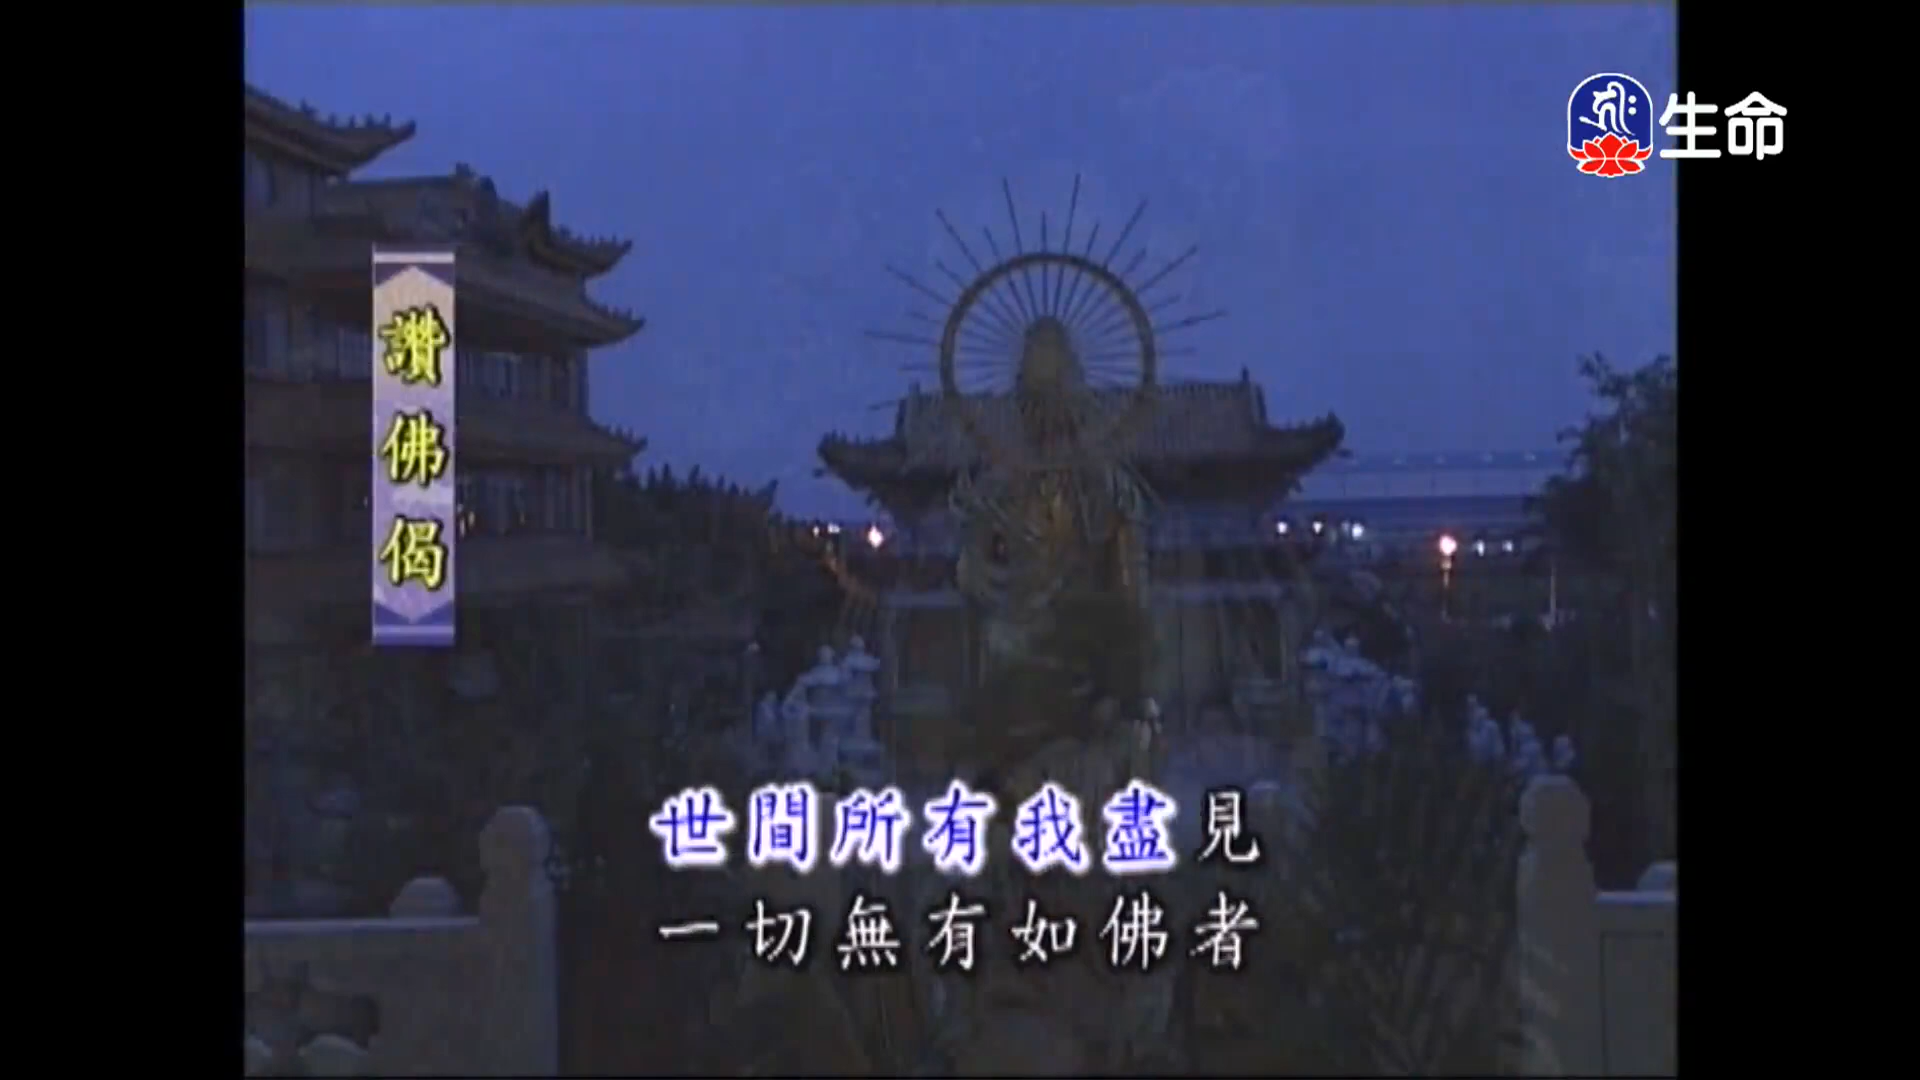 生命
讚佛偈
世間所有我盡見
一切無有如佛者